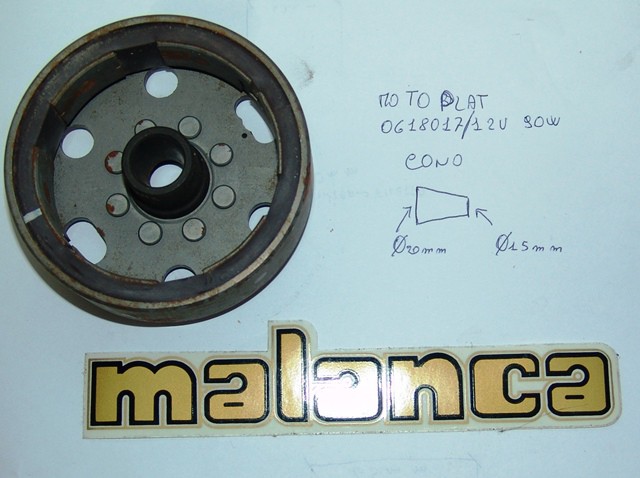 MOTOPLAT
0618017/12V 90W
CONO
Ø20mm Ø15mm
malanca